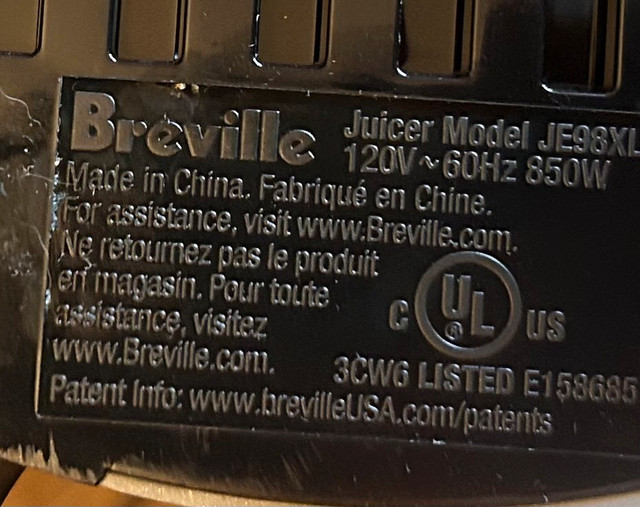 Breville
Juicer Model JE98XL
120V~60Hz 850W
Made in China. Fabriqué en Chine.
For assistance, visit www.Breville.com.
Ne retournez pas le produit
en magasin. Pour toute
assistance, visitez
www.Breville.com.
C UL ® US
3CW6 LISTED E158685
Patent Info: www.brevilleUSA.com/patents